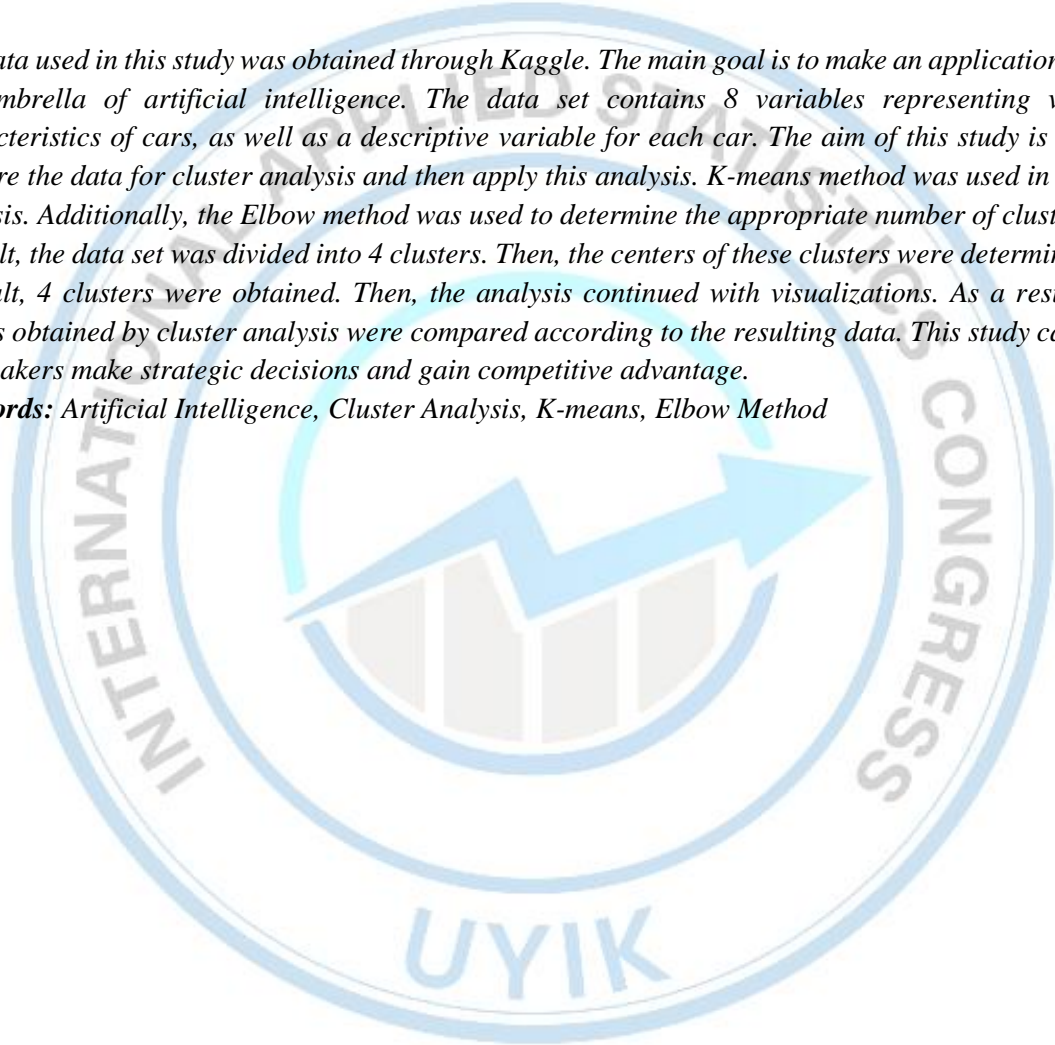 ata used in this study was obtained through Kaggle. The main goal is to make an application
mbrella of artificial intelligence. The data set contains 8 variables representing v
cteristics of cars, as well as a descriptive variable for each car. The aim of this study is
re the data for cluster analysis and then apply this analysis. K-means method was used in
sis. Additionally, the Elbow method was used to determine the appropriate number of clust
lt, the data set was divided into 4 clusters. Then, the centers of these clusters were determin
ult, 4 clusters were obtained. Then, the analysis continued with visualizations. As a resi
s obtained by cluster analysis were compared according to the resulting data. This study ca
akers make strategic decisions and gain competitive advantage.
ords: Artificial Intelligence, Cluster Analysis, K-means, Elbow Method
INTERNATIONAL APPLIED STATISTICS CONGRESS
UYIK